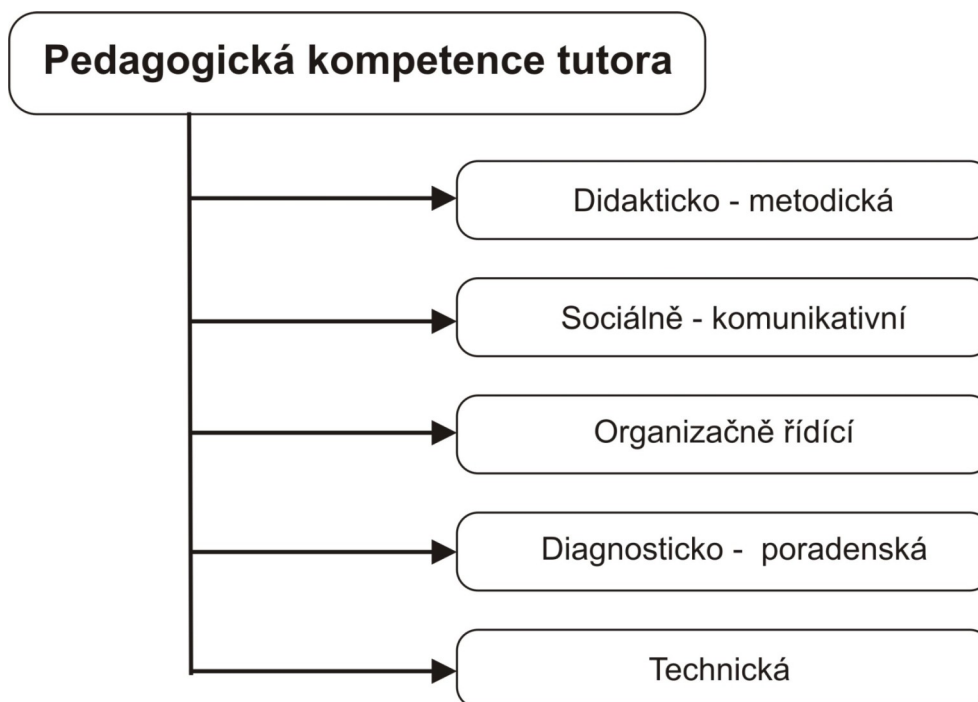 Pedagogická kompetence tutora
Didakticko - metodická
Sociálně - komunikativní
Organizačně řídící
Diagnosticko - poradenská
Technická